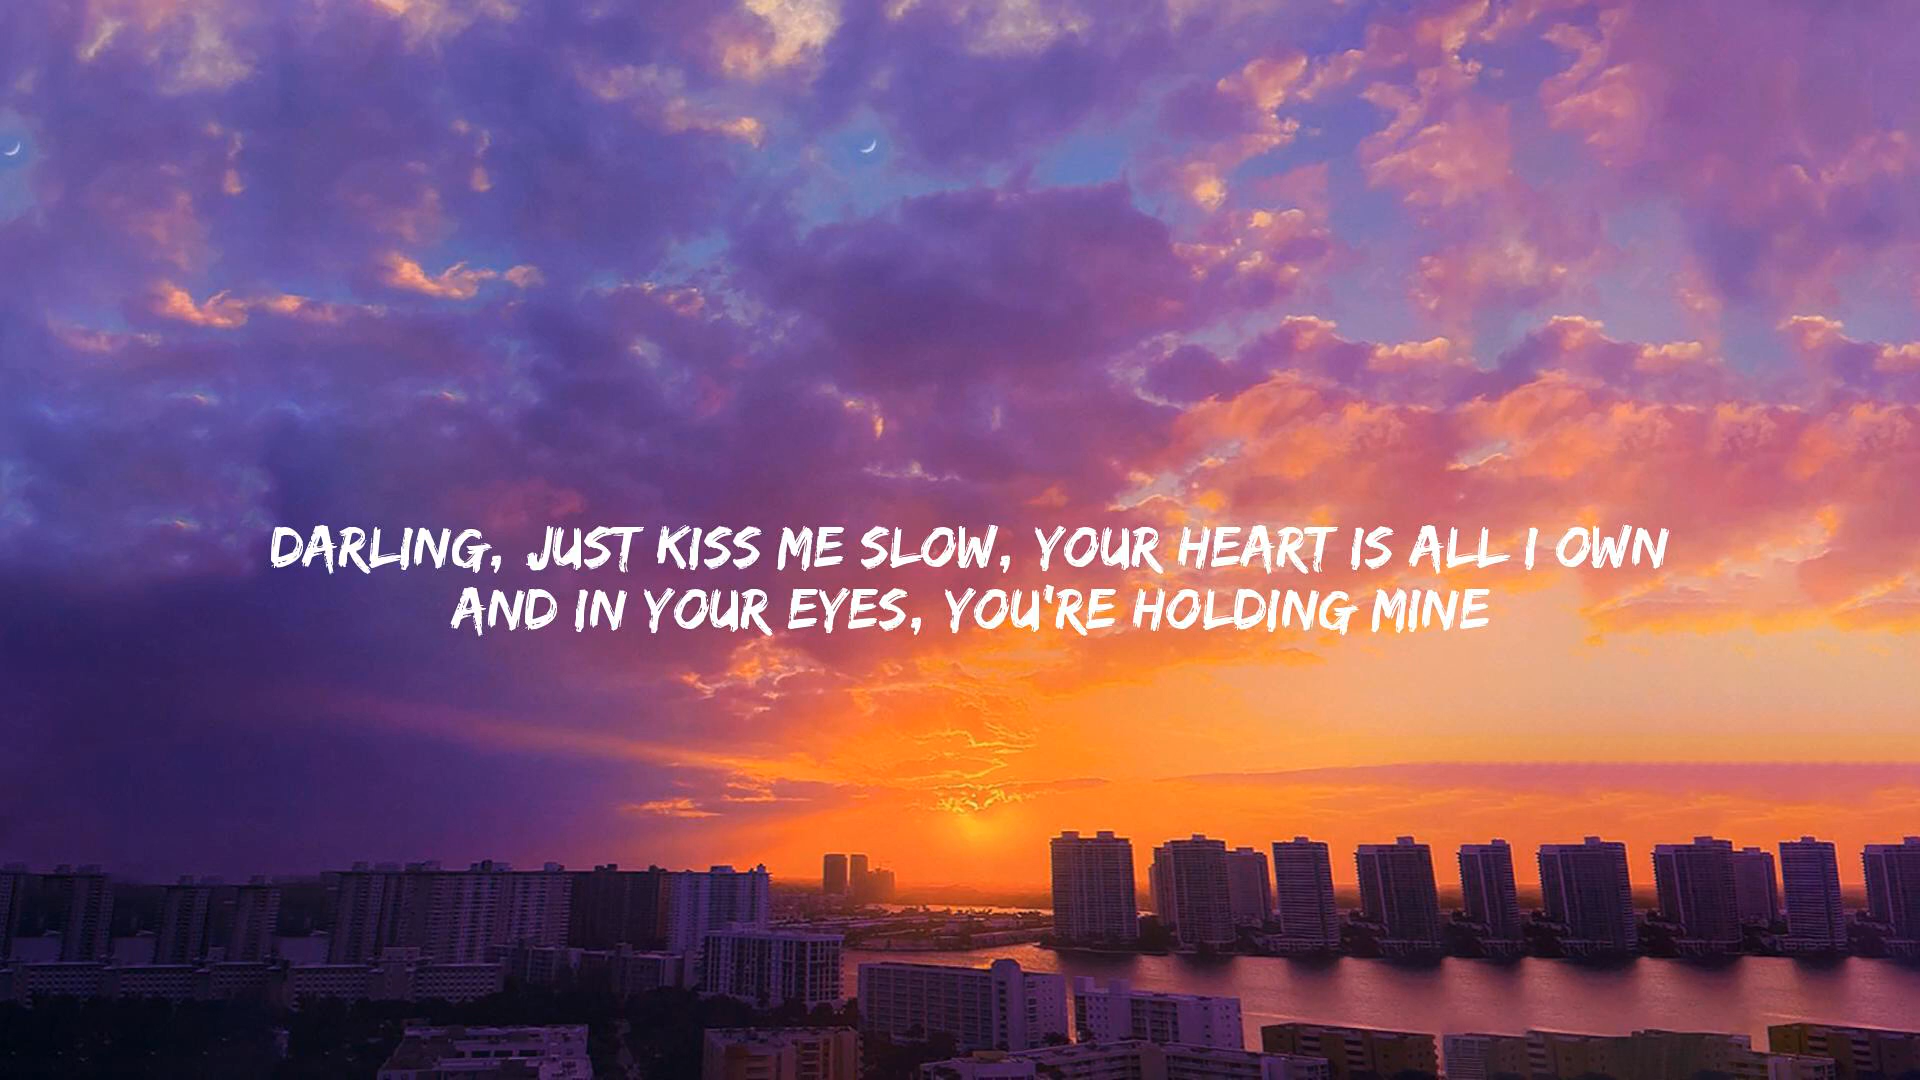 DARLING, JUST KISS ME SLOW, YOUR HEART IS ALL I OWN
AND IN YOUR EYES, YOU'RE HOLDING MINE